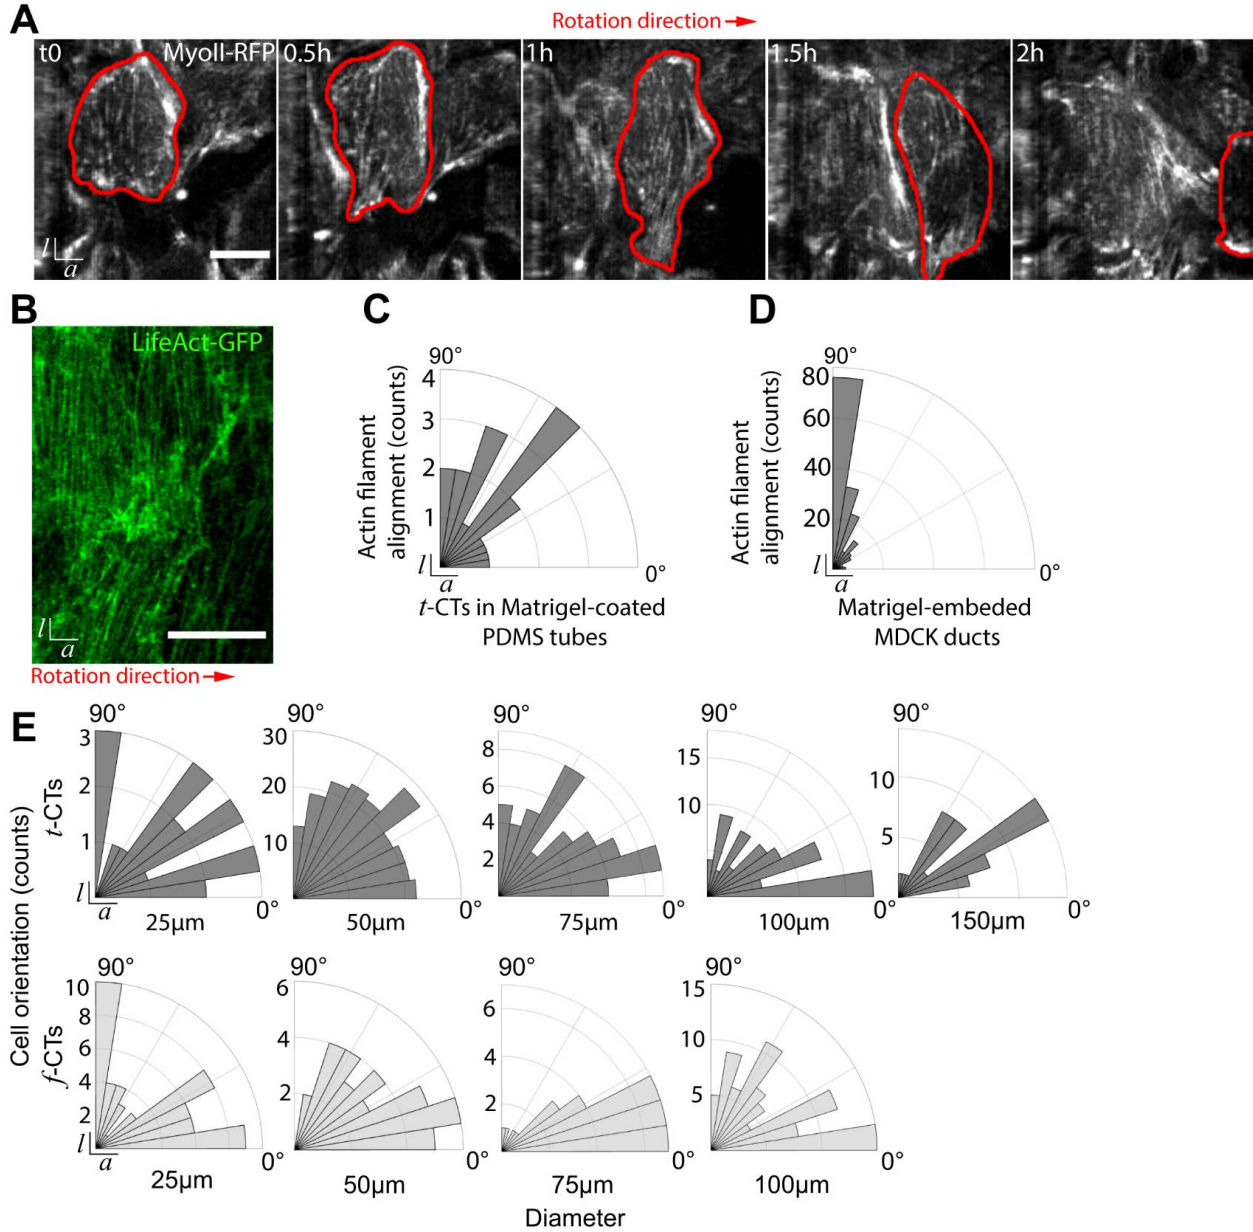 A
Rotation direction
t0
MyoII-RFP
0.5h
1h
1.5h
2h
l
a
B
LifeAct-GFP
l
a
Rotation direction
C
90°
4
3
2
1
Actin filament
alignment (counts)
l
a
0°
t-CTs in Matrigel-coated
PDMS tubes
D
90°
80
60
40
20
Actin filament
alignment (counts)
l
a
0°
Matrigel-embeded
MDCK ducts
E
Cell orientation (counts)
t-CTs
90°
3
2
1
l
a
0°
25µm
90°
30
20
10
0°
50µm
90°
8
6
4
2
0°
75µm
90°
15
10
0°
100µm
90°
10
5
0°
150µm
f-CTs
90°
10
8
6
4
2
l
a
0°
25µm
90°
6
4
2
0°
50µm
90°
6
4
2
0°
75µm
90°
15
10
5
0°
100µm
Diameter